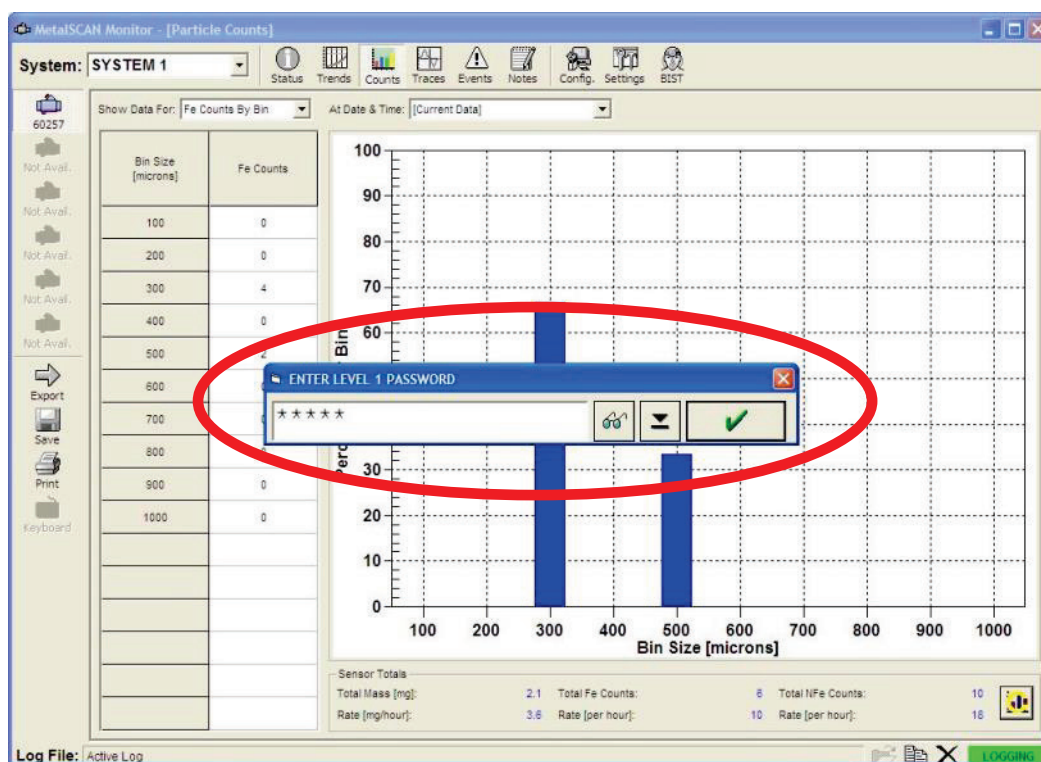 MetalSCAN Monitor - [Particle Counts]
System: SYSTEM 1
Status Trends Counts Traces Events Notes Config. Settings BIST
60257
Not Avail.
Not Avail.
Not Avail.
Not Avail.
Not Avail.
Export
Save
Print
Keyboard
Show Data For: Fe Counts By Bin At Date & Time: [Current Data]
Bin Size [microns] Fe Counts
100 0
200 0
300 4
400 0
500 2
600
700
800
900 0
1000 0
100
90
80
70
60
30
20
10
0
100 200 300 400 500 600 700 800 900 1000
Bin Size [microns]
ENTER LEVEL 1 PASSWORD
*****
Sensor Totals
Total Mass [mg]: 2.1 Total Fe Counts: 6 Total NFe Counts: 10
Rate [mg/hour]: 3.6 Rate [per hour]: 10 Rate [per hour]: 18
Log File: Active Log LOGGING